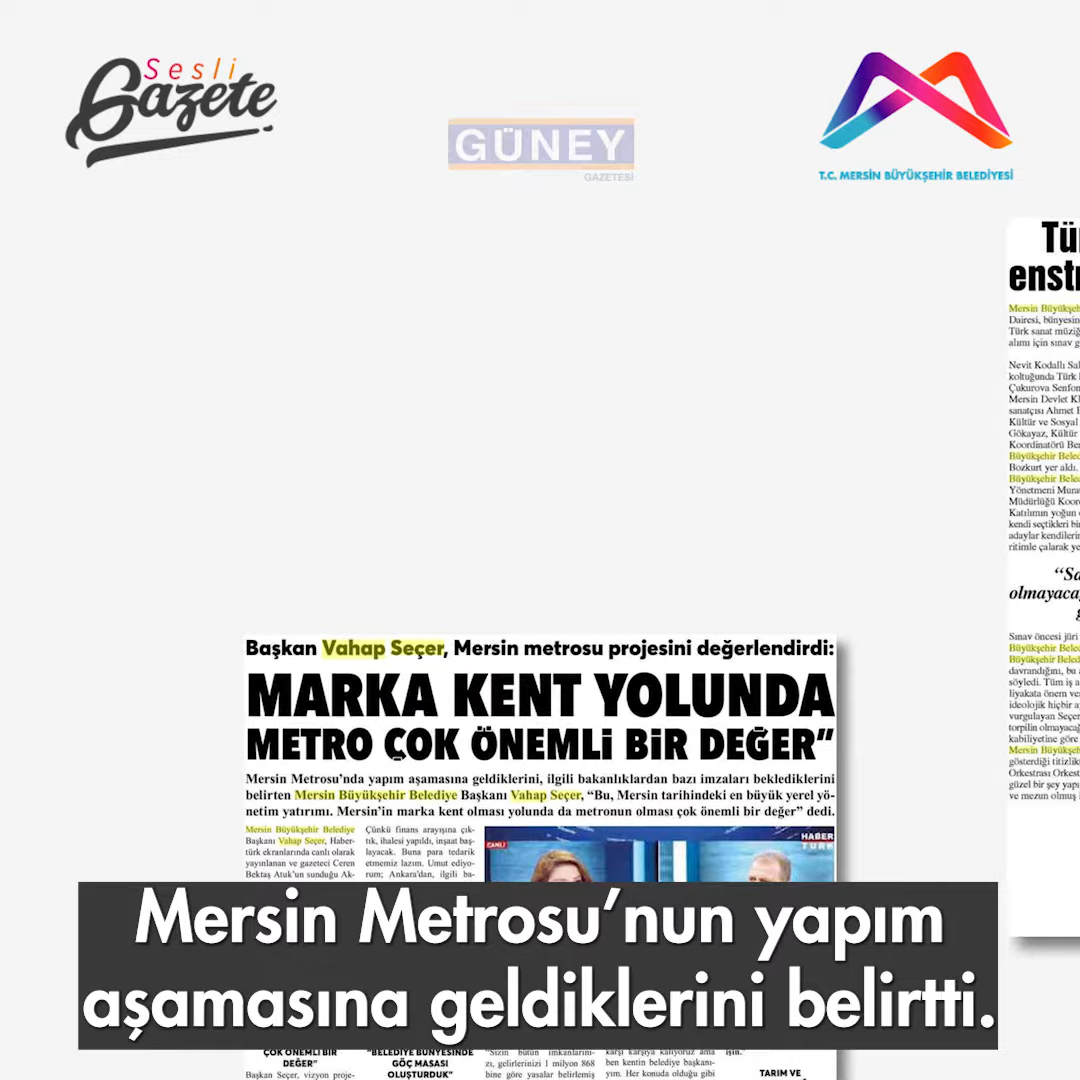 Sesli
Gazete
GÜNEY
GAZETESİ
T.C. MERSİN BÜYÜKŞEHİR BELEDİYESİ
Başkan Vahap Seçer, Mersin metrosu projesini değerlendirdi:
MARKA KENT YOLUNDA
METRO ÇOK ÖNEMLİ BİR DEĞER”
Mersin Metrosu’nda yapım aşamasına geldiklerini, ilgili bakanlıklardan bazı imzaları beklediklerini
belirten Mersin Büyükşehir Belediye Başkanı Vahap Seçer, “Bu, Mersin tarihindeki en büyük yerel yö-
netim yatırımı. Mersin’in marka kent olması yolunda da metronun olması çok önemli bir değer” dedi.
Mersin Büyükşehir Belediye
Başkanı Vahap Seçer, Haber-
türk ekranlarında canlı olarak
yayınlanan ve gazeteci Ceren
Bektaş Atuk’un sunduğu Ak-
Çünkü finans arayışına çık-
tık, ihalesi yapıldı, inşaat baş-
layacak. Buna para tedarik
etmemiz lazım. Umut ediyo-
rum; Ankara’dan, ilgili ba-
CANLI
HABER
TÜRK
Mersin Metrosu’nun yapım
aşamasına geldiklerini belirtti.
ÇOK ÖNEMLİ BİR
DEĞER”
Başkan Seçer, vizyon proje-
“BELEDİYE BÜNYESİNDE
GÖÇ MASASI
OLUŞTURDUK”
“Sizin bütün imkanlarını-
zı, gelirlerinizi 1 milyon 868
bine göre yasalar belirlemiş
karşı karşıya kalıyoruz ama
ben kentin belediye başkanı-
yım. Her konuda olduğu gibi
işin.”
TARIM VE
Tü
enst
Mersin Büyükşeh
Dairesi, bünyesin
Türk sanat müziğ
alımı için sınav g
Nevit Kodallı Sal
koltuğunda Türk
Çukurova Senfon
Mersin Devlet Kl
sanatçısı Ahmet
Kültür ve Sosyal
Gökayaz, Kültür
Koordinatörü Be
Büyükşehir Bele
Bozkurt yer aldı.
Büyükşehir Bele
Yönetmeni Mura
Müdürlüğü Koor
Katılımın yoğun
kendi seçtikleri bi
adaylar kendilerin
ritimle çalarak ye
“Sa
olmayaca
Sınav öncesi jüri
Büyükşehir Bele
Büyükşehir Beled
davrandığını, bu
söyledi. Tüm iş a
liyakata önem ve
ideolojik hiçbir a
vurgulayan Seçer
torpilin olmayaca
kabiliyetine göre
Mersin Büyükşeh
gösterdiği titizlik
Orkestrası Orkest
güzel bir şey yapı
ve mezun olmuş